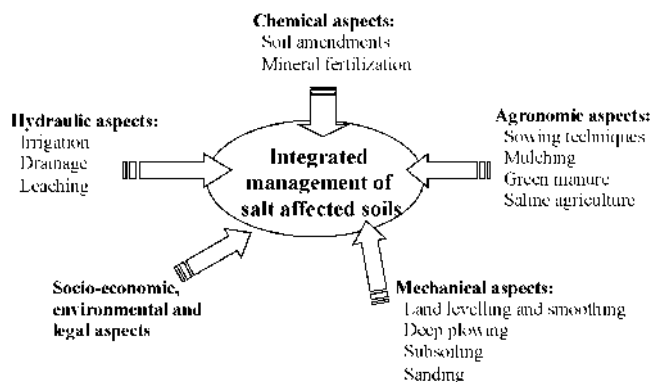 Chemical aspects:
Soil amendments
Mineral fertilization
Hydraulic aspects:
Irrigation
Drainage
Leaching
Integrated
management of
salt affected soils
Agronomic aspects:
Sowing techniques
Mulching
Green manure
Saline agriculture
Socio-economic,
environmental and
legal aspects
Mechanical aspects:
Land levelling and smoothing
Deep plowing
Subsoiling
Sanding